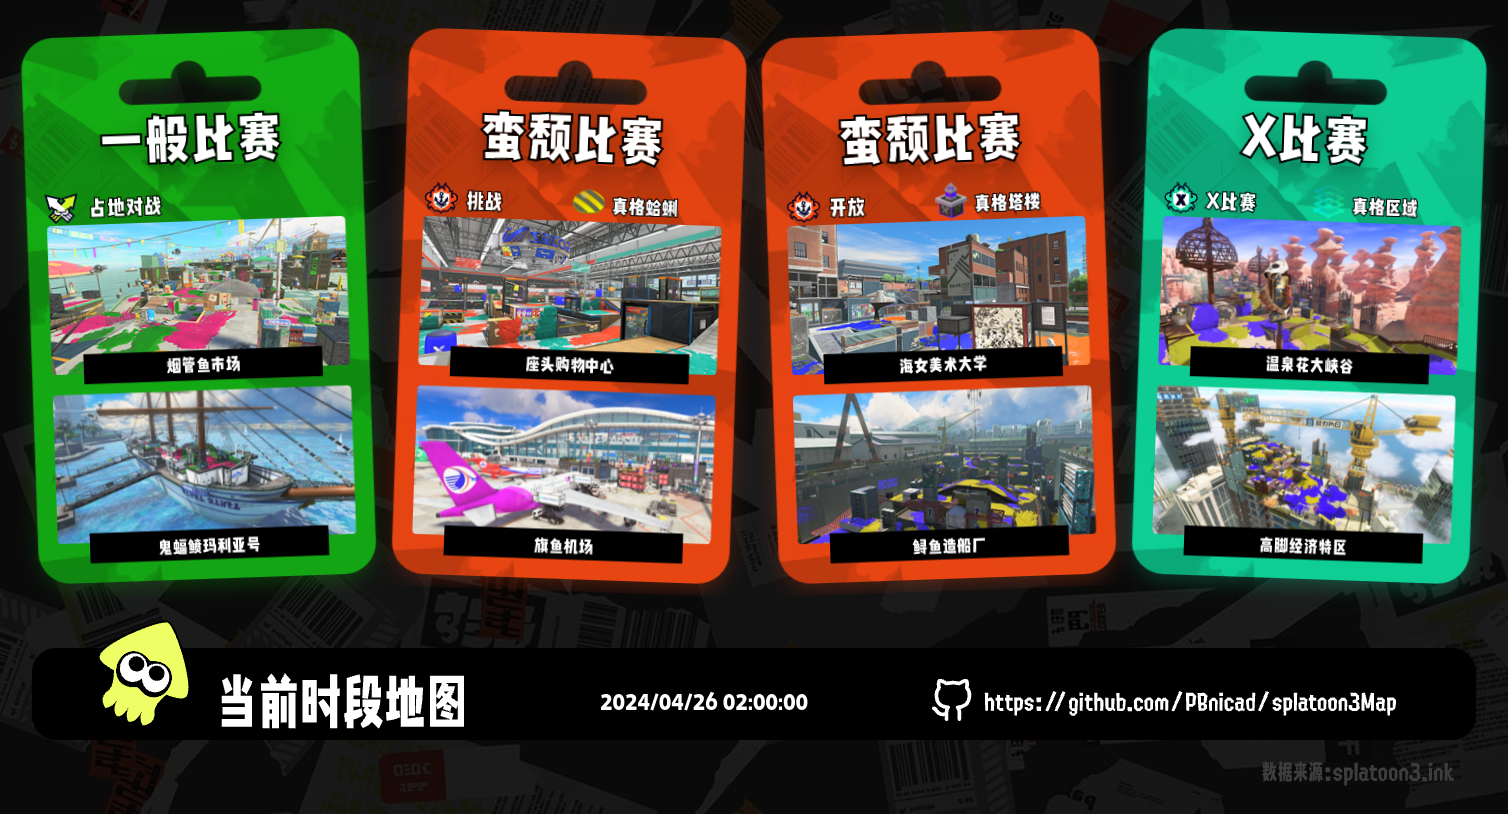 一般比赛
占地对战
烟管鱼市场
鬼蝠鲼玛利亚号
蛮颓比赛
挑战
真格蛤蜊
座头购物中心
旗鱼机场
蛮颓比赛
开放
真格塔楼
海女美术大学
鲟鱼造船厂
X比赛
X比赛
真格区域
温泉花大峡谷
高脚经济特区
当前时段地图
2024/04/26 02:00:00
https://github.com/PBnicad/splatoon3Map
数据来源:splatoon3.ink